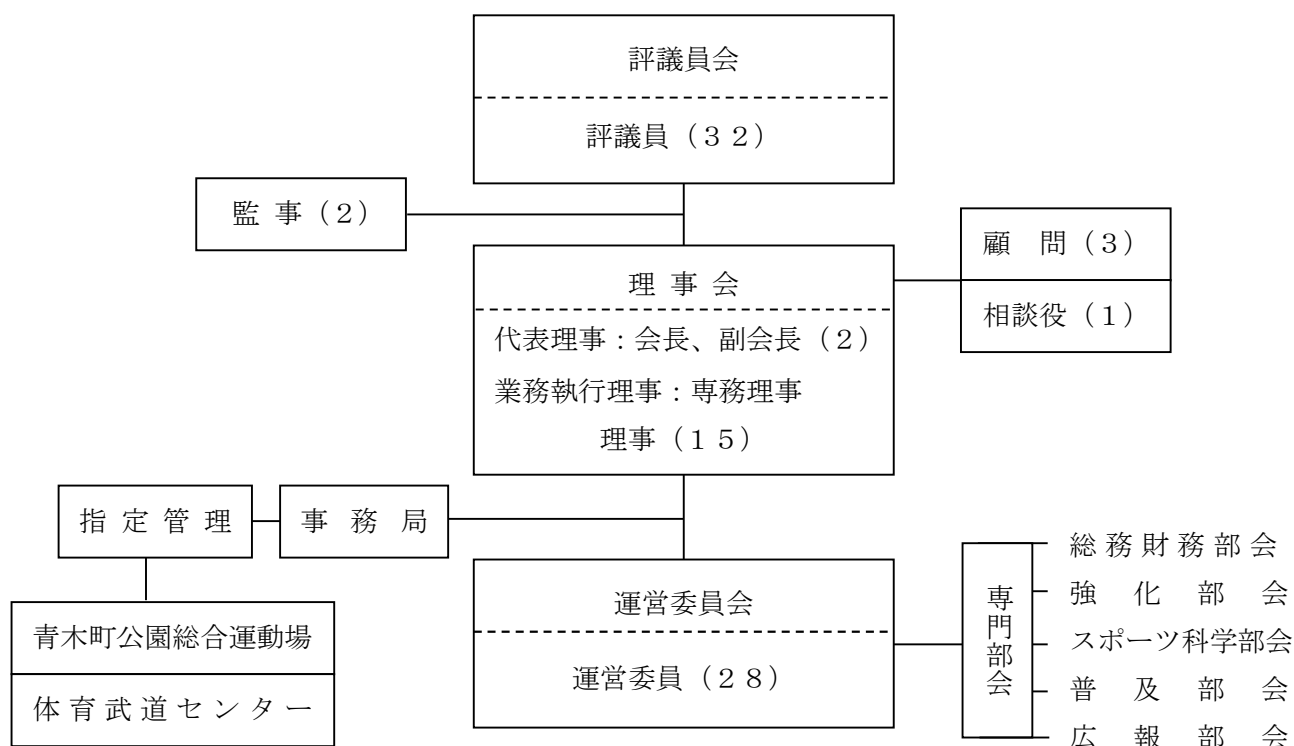 評議員会
評議員（３２）
監 事（２）
顧　問（３）
相談役（１）
理 事 会
代表理事：会長、副会長（２）
業務執行理事：専務理事
理事（１５）
指 定 管 理
事 務 局
青木町公園総合運動場
体 育 武 道 センター
運営委員会
運営委員（２８）
専門部会
総 務 財 務 部 会
強 化 部 会
スポーツ科学部会
普 及 部 会
広 報 部 会